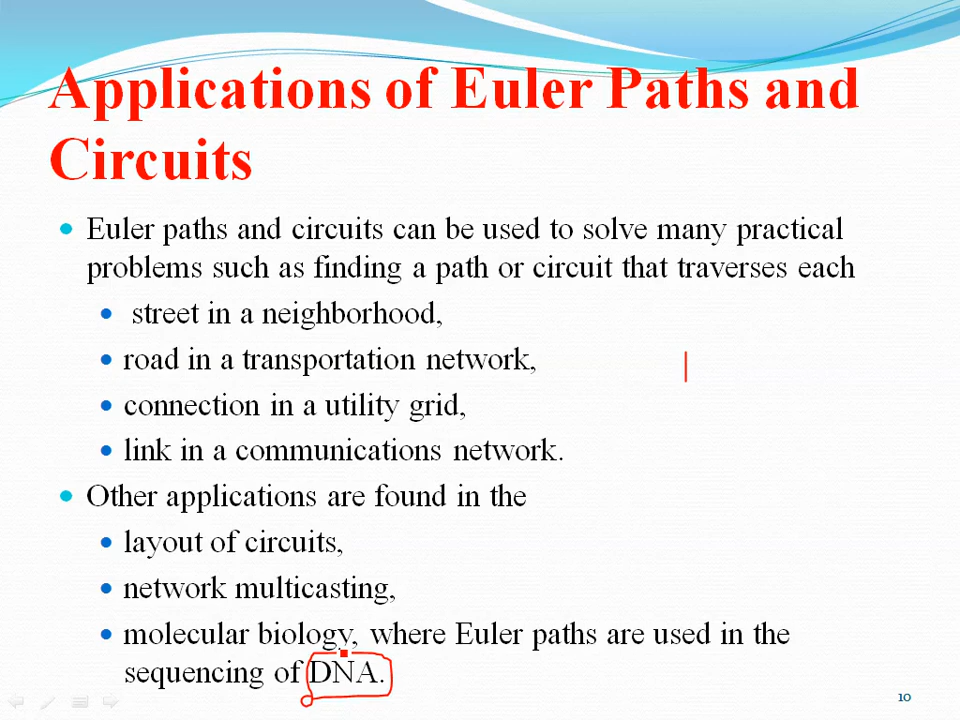 Applications of Euler Paths and
Circuits
Euler paths and circuits can be used to solve many practical
problems such as finding a path or circuit that traverses each
street in a neighborhood,
road in a transportation network,
connection in a utility grid,
link in a communications network.
Other applications are found in the
layout of circuits,
network multicasting,
molecular biology, where Euler paths are used in the
sequencing of DNA.
10